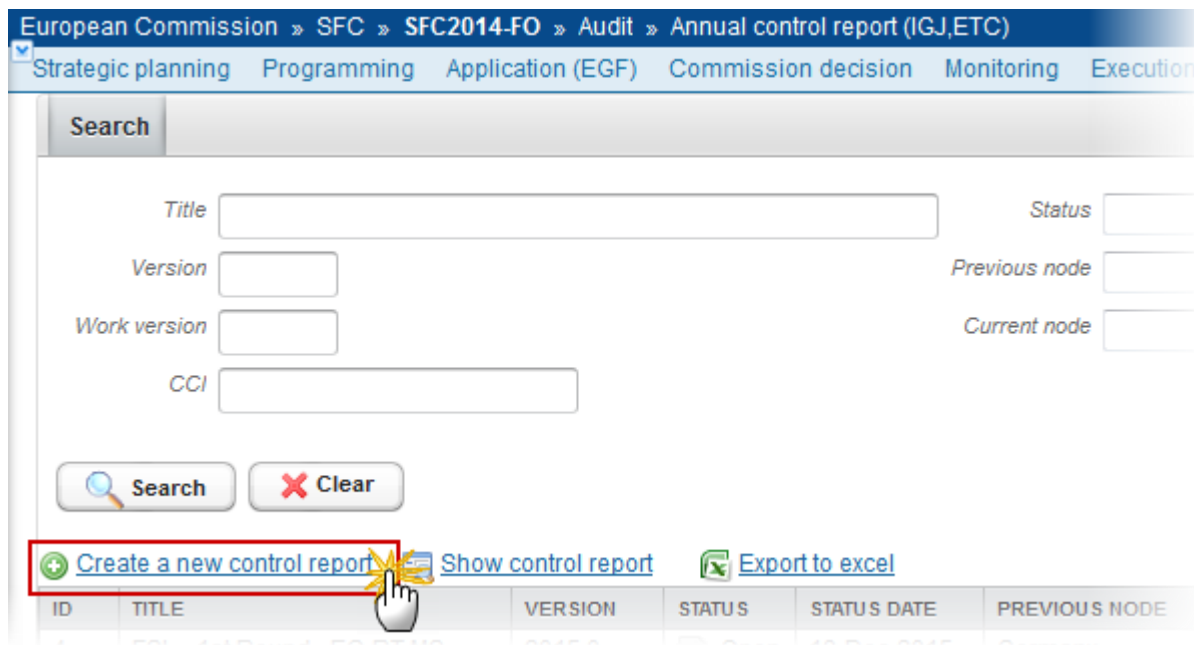 European Commission » SFC » SFC2014-FO » Audit » Annual control report (IGJ,ETC)
Strategic planning Programming Application (EGF) Commission decision Monitoring Execution
Search
Title Status
Version Previous node
Work version Current node
CCI
Search Clear
Create a new control report Show control report Export to excel
ID TITLE VERSION STATUS STATUS DATE PREVIOUS NODE